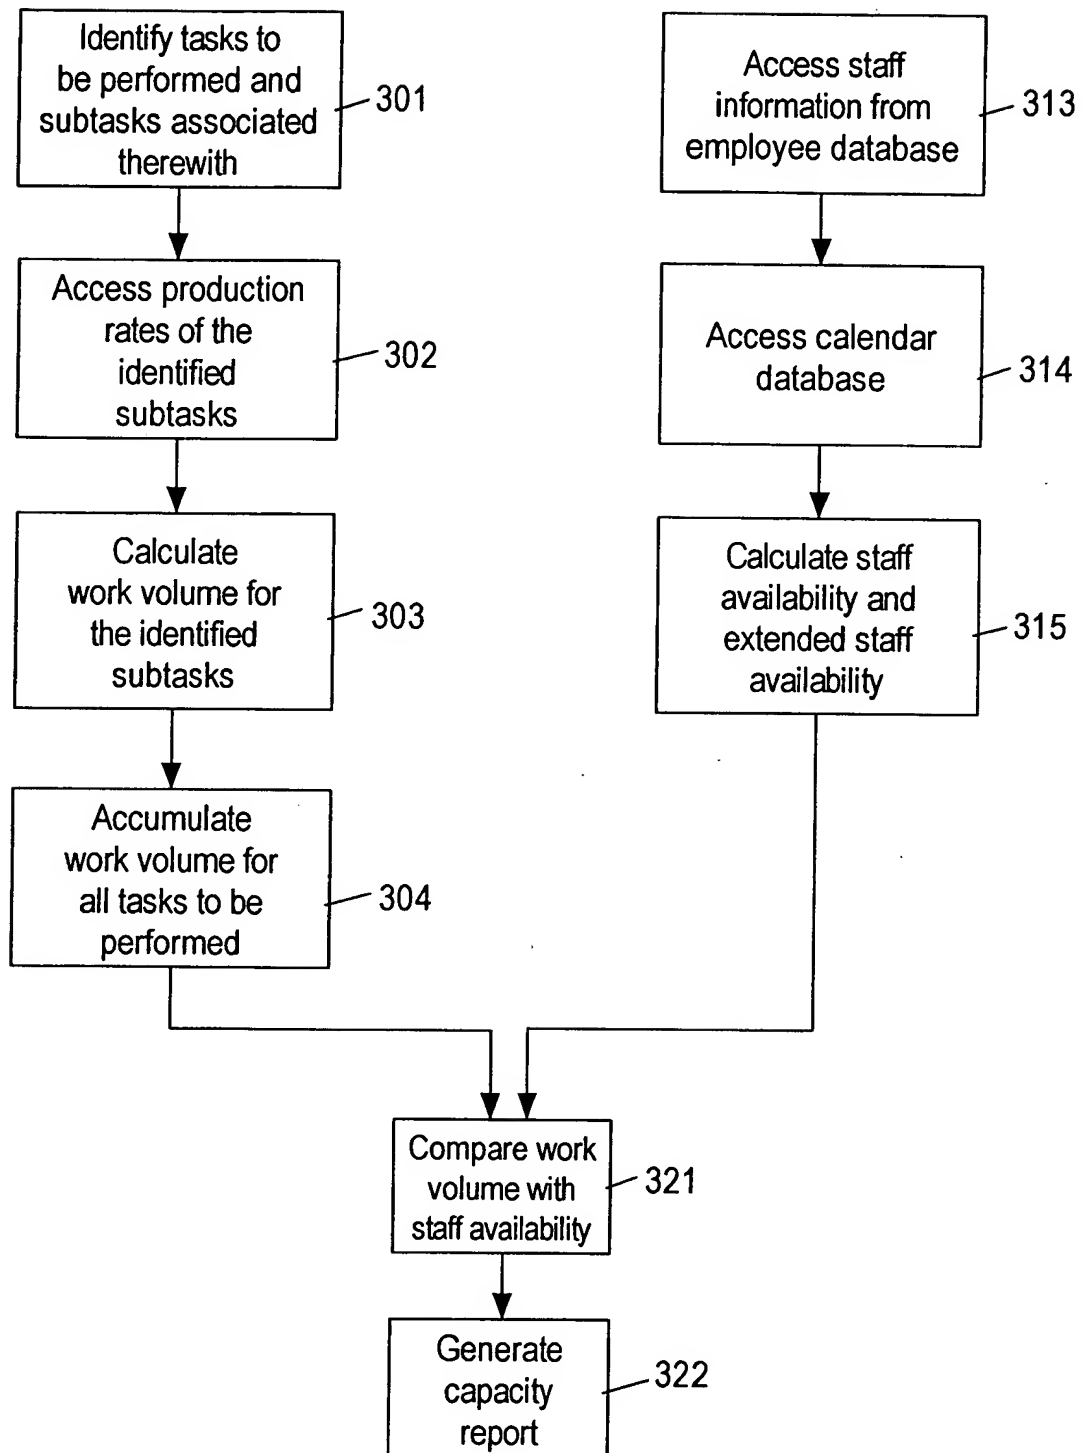 Identify tasks to
be performed and
subtasks associated
therewith
301
Access production
rates of the
identified
subtasks
302
Calculate
work volume for
the identified
subtasks
303
Accumulate
work volume for
all tasks to be
performed
304
Access staff
information from
employee database
313
Access calendar
database
314
Calculate staff
availability and
extended staff
availability
315
Compare work
volume with
staff availability
321
Generate
capacity
report
322